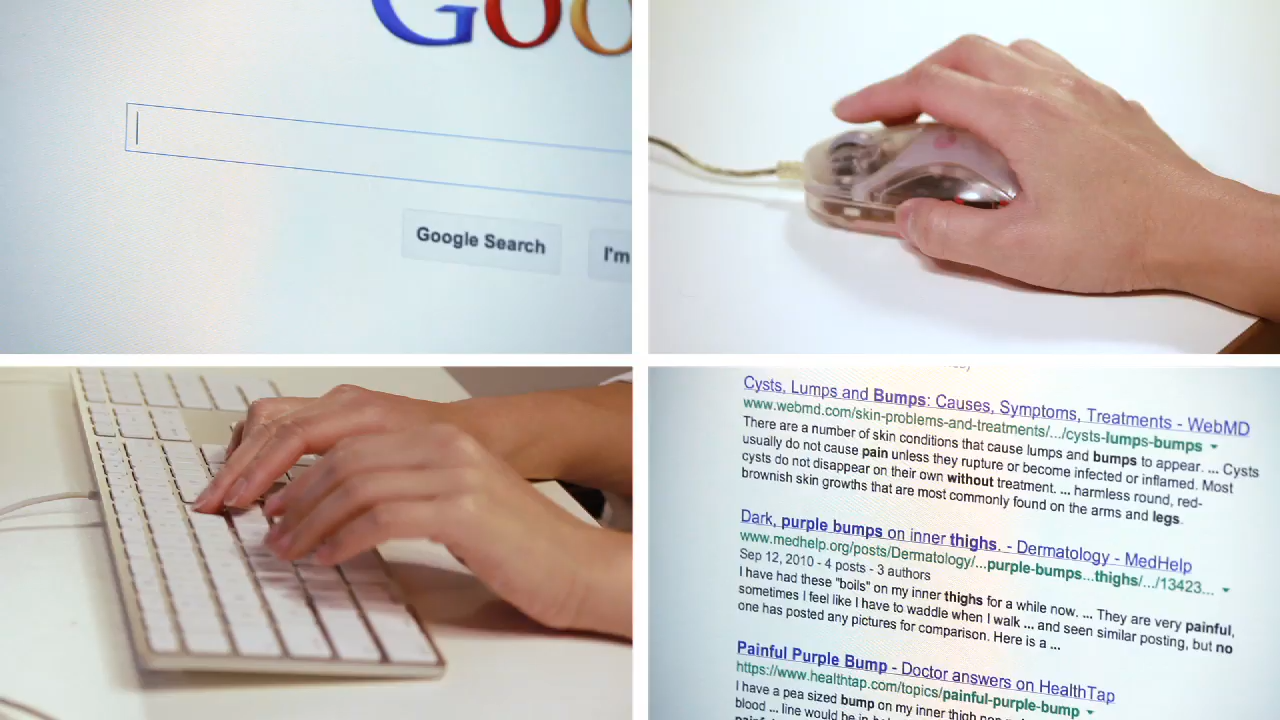 Goo
Google Search
I'm
Cysts, Lumps and Bumps: Causes, Symptoms, Treatments - WebMD
www.webmd.com/skin-problems-and-treatments/.../cysts-lumps-bumps
There are a number of skin conditions that cause lumps and bumps to appear. ... Cysts
usually do not cause pain unless they rupture or become infected or inflamed. Most
cysts do not disappear on their own without treatment. ... harmless round, red-
brownish skin growths that are most commonly found on the arms and legs.
Dark, purple bumps on inner thighs. - Dermatology - MedHelp
www.medhelp.org/posts/Dermatology/...purple-bumps...thighs/.../13423...
Sep 12, 2010 - 4 posts - 3 authors
I have had these "boils" on my inner thighs for a while now. ... They are very painful,
sometimes I feel like I have to waddle when I walk ... and seen similar posting, but no
one has posted any pictures for comparison. Here is a ...
Painful Purple Bump - Doctor answers on HealthTap
https://www.healthtap.com/topics/painful-purple-bump
I have a pea sized bump on my inner thigh
blood ... line would be in